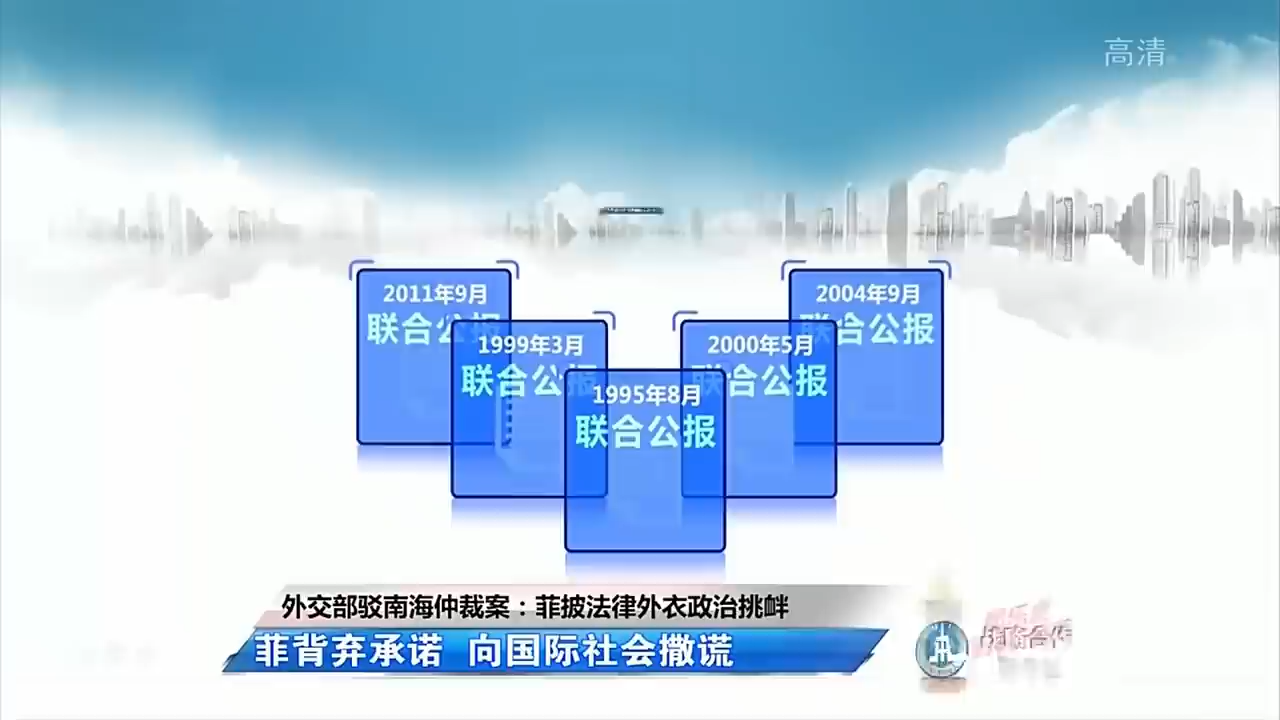 高清
2011年9月
联合公报
2004年9月
联合公报
1999年3月
联合公报
2000年5月
联合公报
1995年8月
联合公报
外交部驳南海仲裁案：菲披法律外衣政治挑衅
菲背弃承诺 向国际社会撒谎